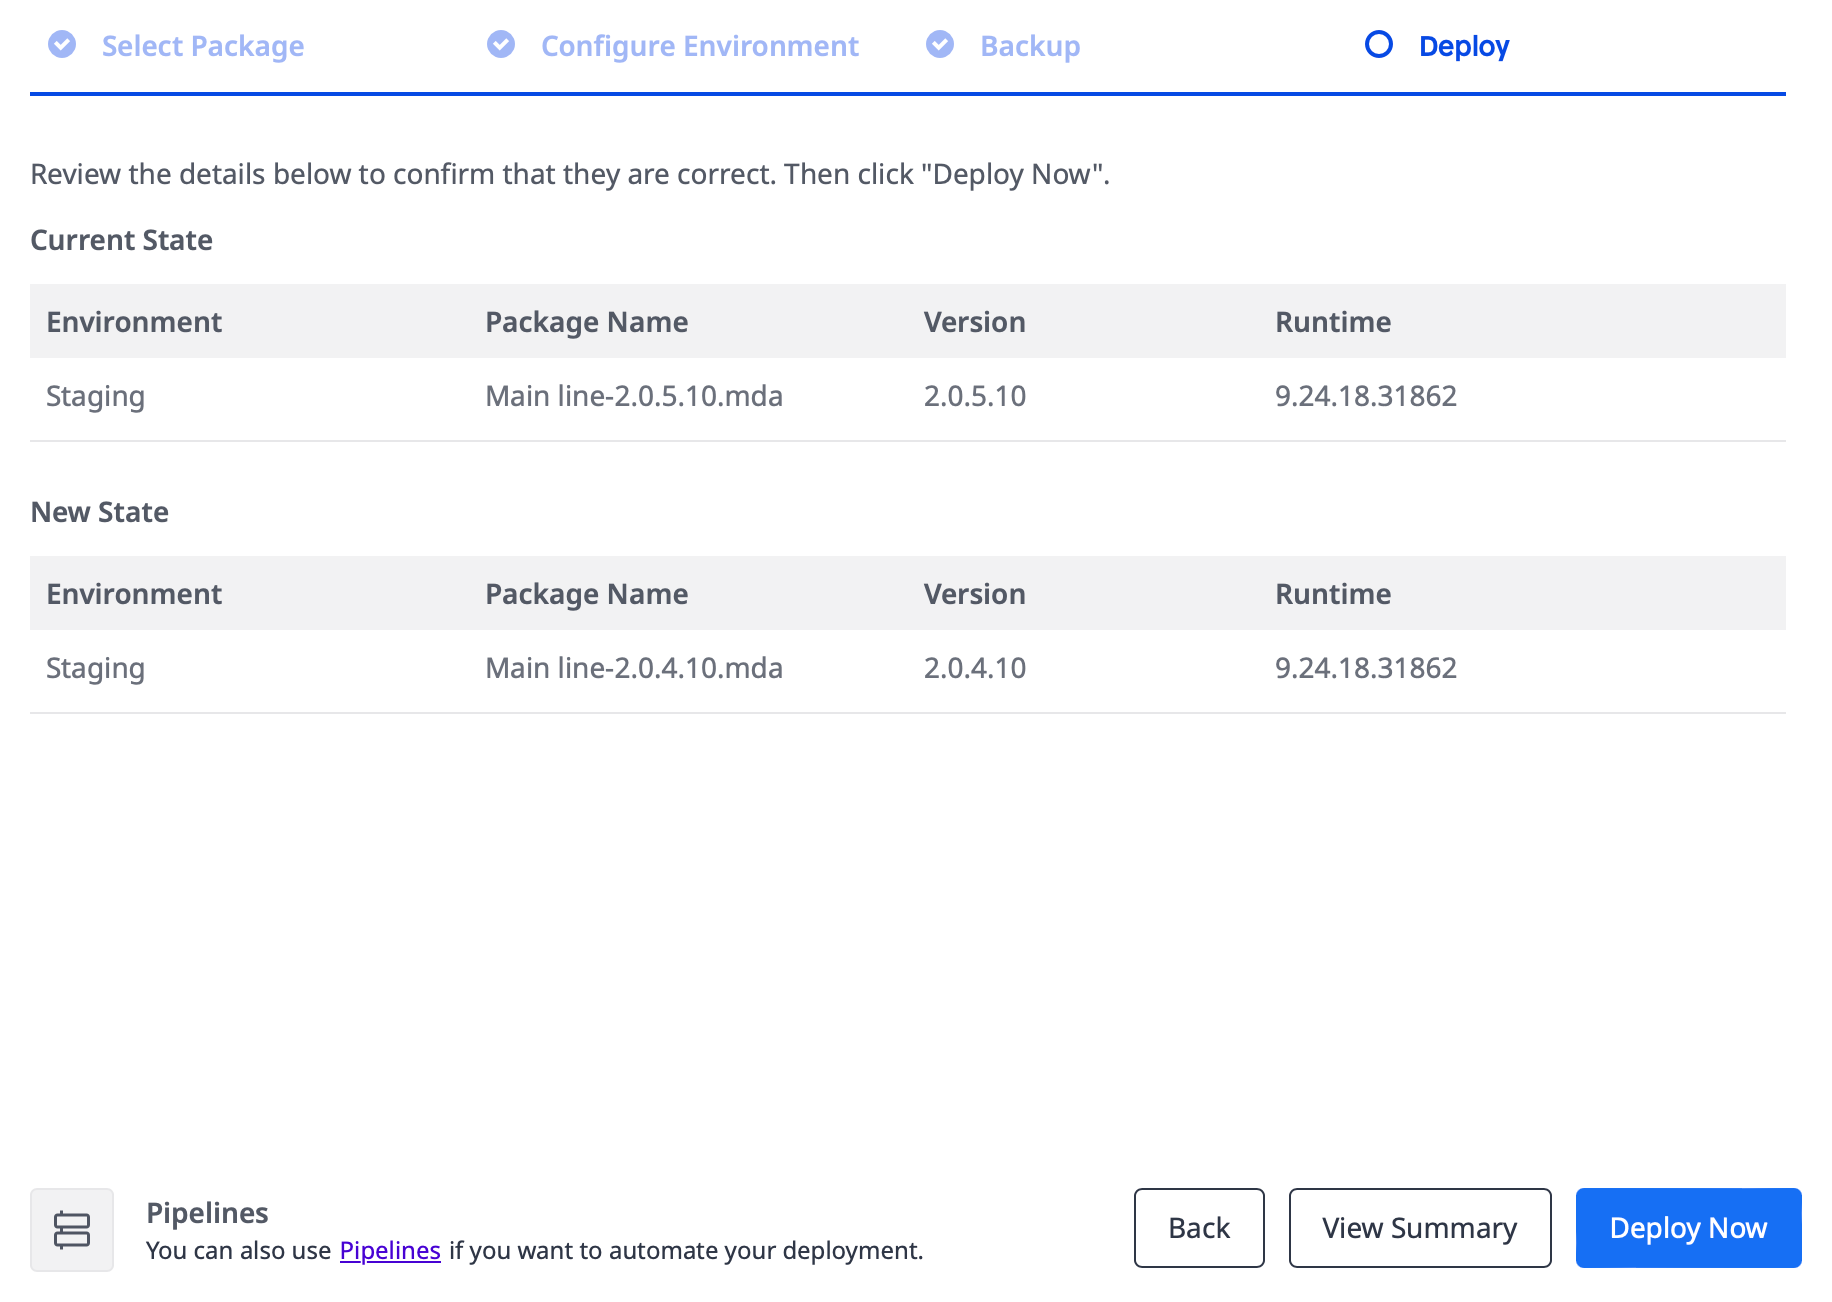 Select Package Configure Environment Backup Deploy
Review the details below to confirm that they are correct. Then click "Deploy Now".
Current State
Environment Package Name Version Runtime
Staging Main line-2.0.5.10.mda 2.0.5.10 9.24.18.31862
New State
Environment Package Name Version Runtime
Staging Main line-2.0.4.10.mda 2.0.4.10 9.24.18.31862
Pipelines
You can also use Pipelines if you want to automate your deployment.
Back View Summary Deploy Now